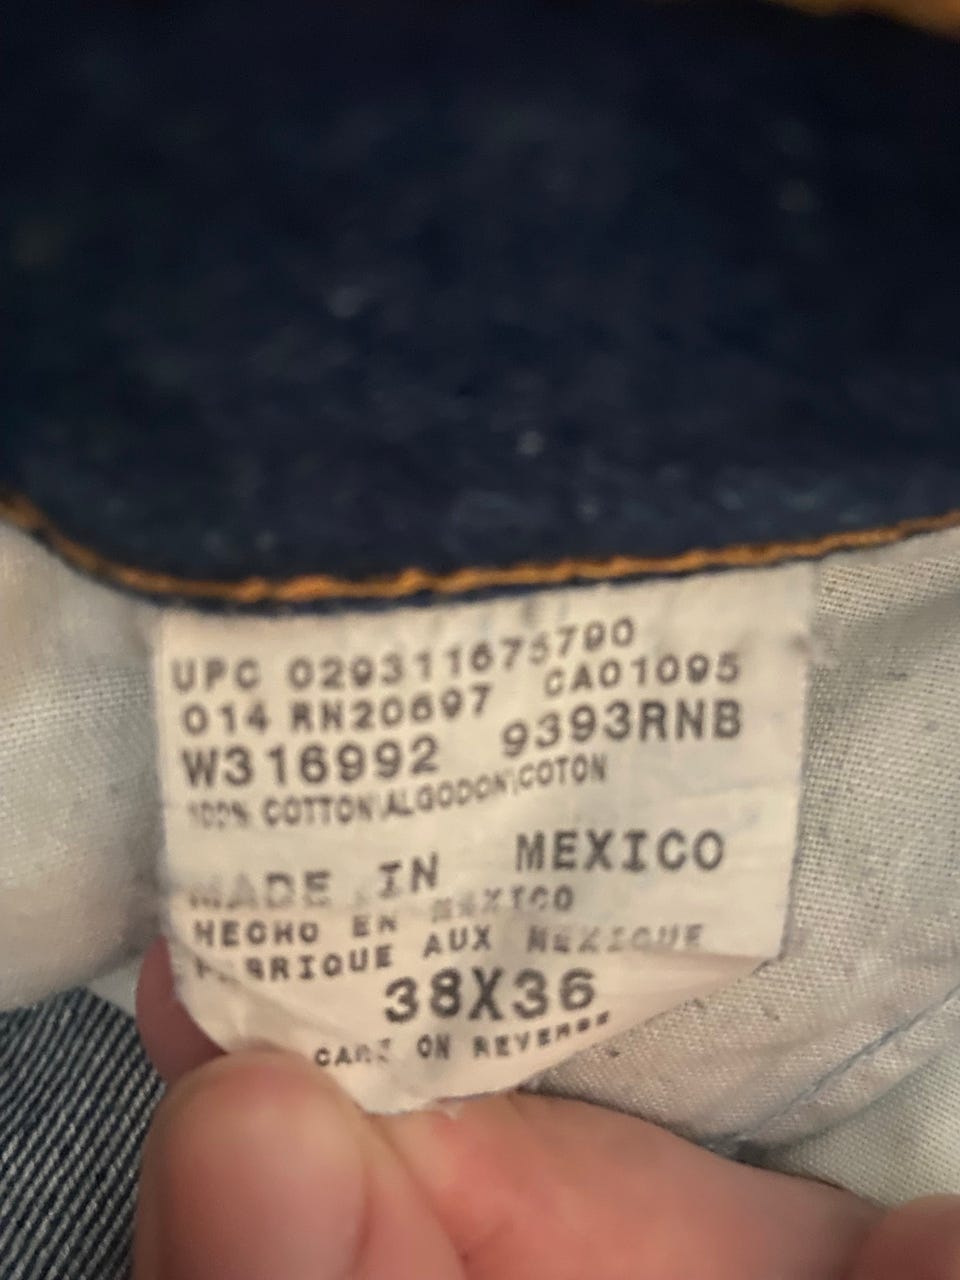 UPC 029311675790
014 RN20697 CA01095
W316992 9393RNB
100% COTTON\ALGODON\COTON
MADE IN MEXICO
HECHO EN MEXICO
FABRIQUE AUX MEXIQUE
38X36
CARE ON REVERSE